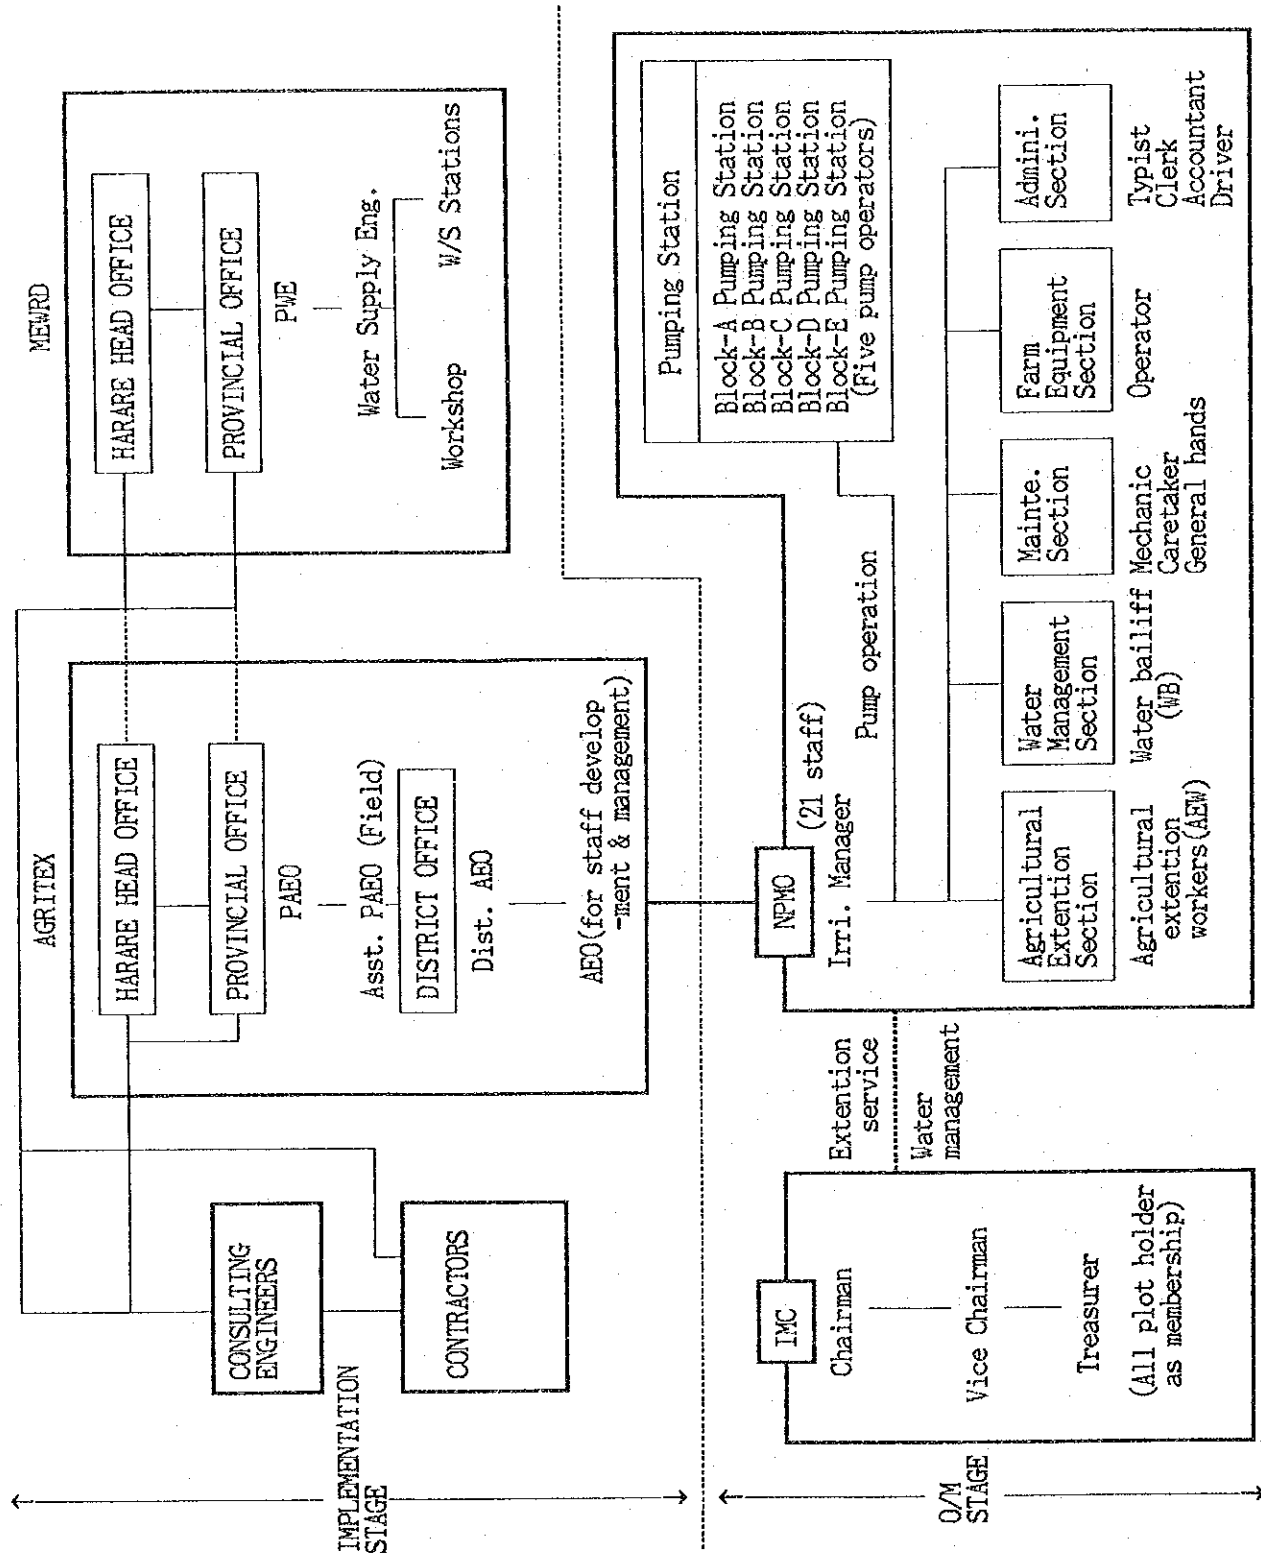 AGRITEX
MEWRD
HARARE HEAD OFFICE
HARARE HEAD OFFICE
PROVINCIAL OFFICE
PROVINCIAL OFFICE
PAEO
PWE
Asst. PAEO (Field)
Water Supply Eng.
DISTRICT OFFICE
Workshop
W/S Stations
Dist. AEO
AEO(for staff develop
-ment & management)
CONSULTING
ENGINEERS
CONTRACTORS
IMPLEMENTATION
STAGE
Pumping Station
Block-A Pumping Station
Block-B Pumping Station
Block-C Pumping Station
Block-D Pumping Station
Block-E Pumping Station
(Five pump operators)
IMC
Chairman
Vice Chairman
Treasurer
(All plot holder
as membership)
Extention
service
Water
management
NPMO
(21 staff)
Irri. Manager
Pump operation
Agricultural
Extention
Section
Water
Management
Section
Mainte.
Section
Farm
Equipment
Section
Admini.
Section
Agricultural
extention
workers(AEW)
Water bailiff
(WB)
Mechanic
Caretaker
General hands
Operator
Typist
Clerk
Accountant
Driver
O/M
STAGE